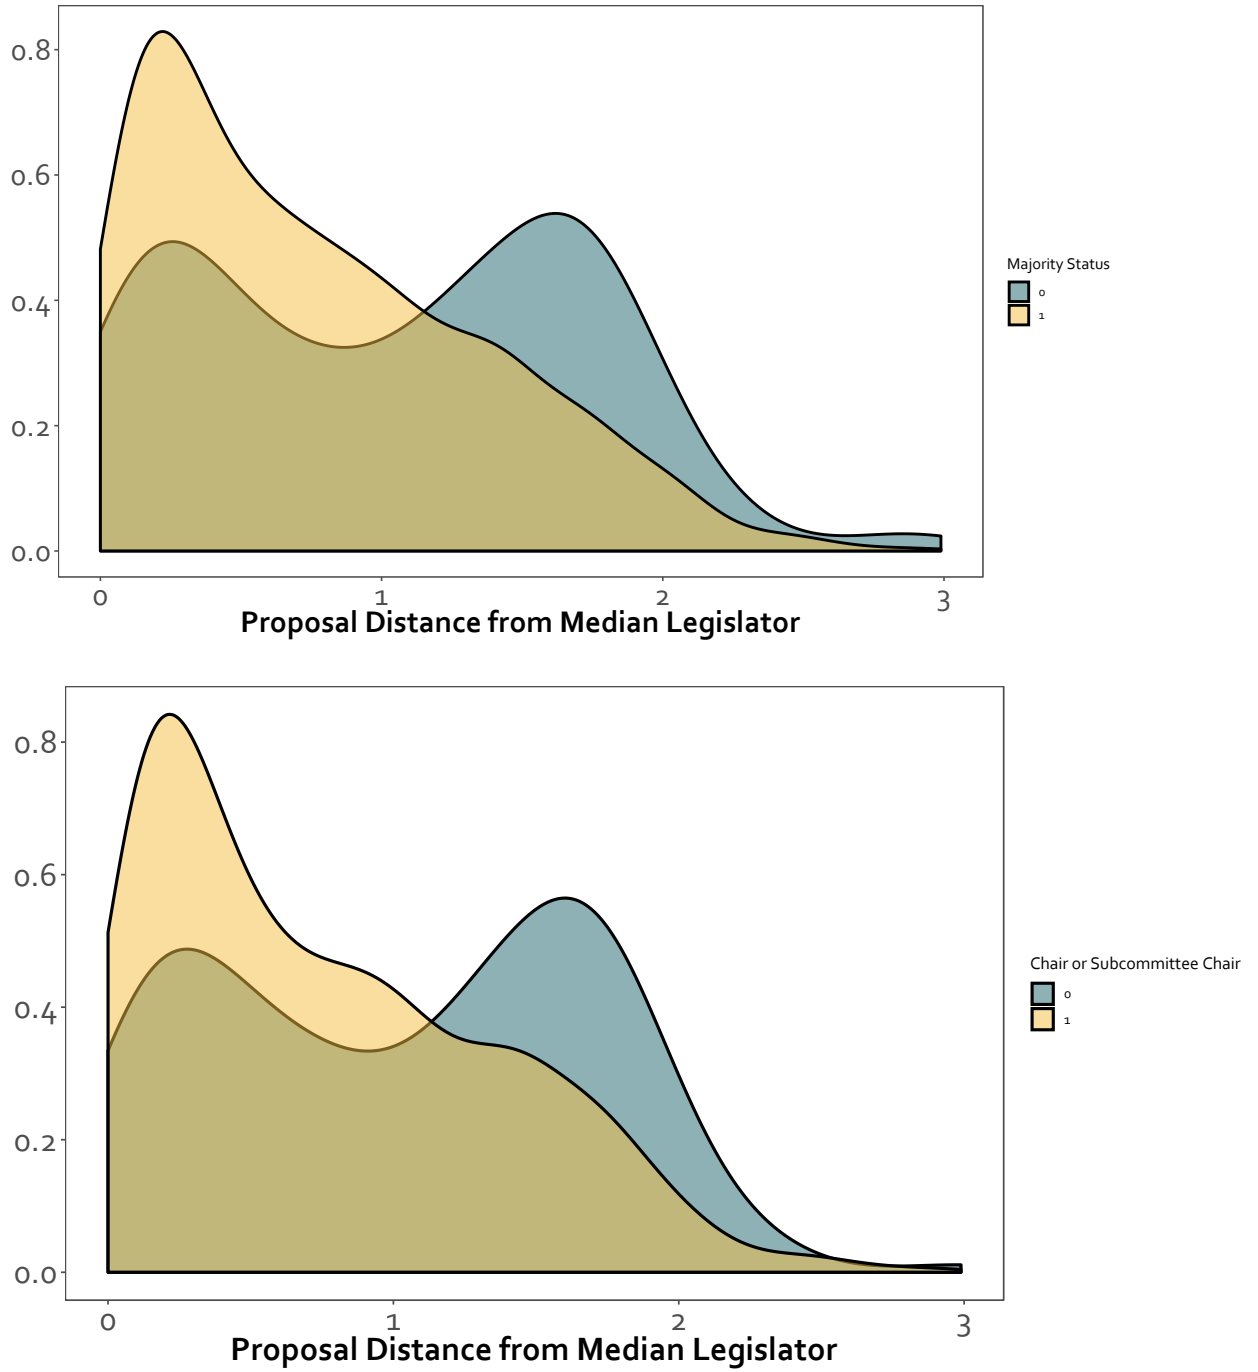 0.8
0.6
0.4
0.2
0.0
0 1 2 3
Proposal Distance from Median Legislator
Majority Status
0
1
0.8
0.6
0.4
0.2
0.0
0 1 2 3
Proposal Distance from Median Legislator
Chair or Subcommittee Chair
0
1